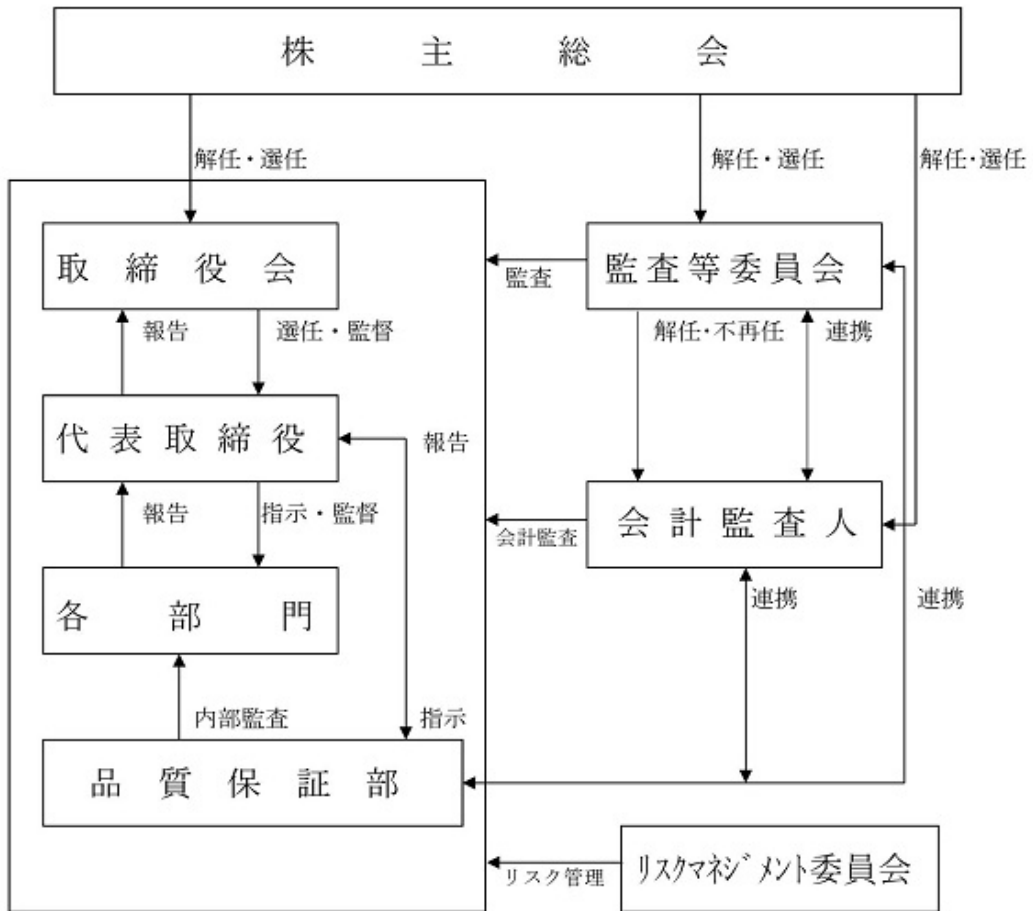 株主総会
解任・選任
解任・選任
解任・選任
取締役会
監査
監査等委員会
報告
選任・監督
解任・不再任
連携
代表取締役
報告
報告
指示・監督
会計監査
会計監査人
各部門
連携
連携
内部監査
指示
品質保証部
リスク管理
リスクマネジメント委員会